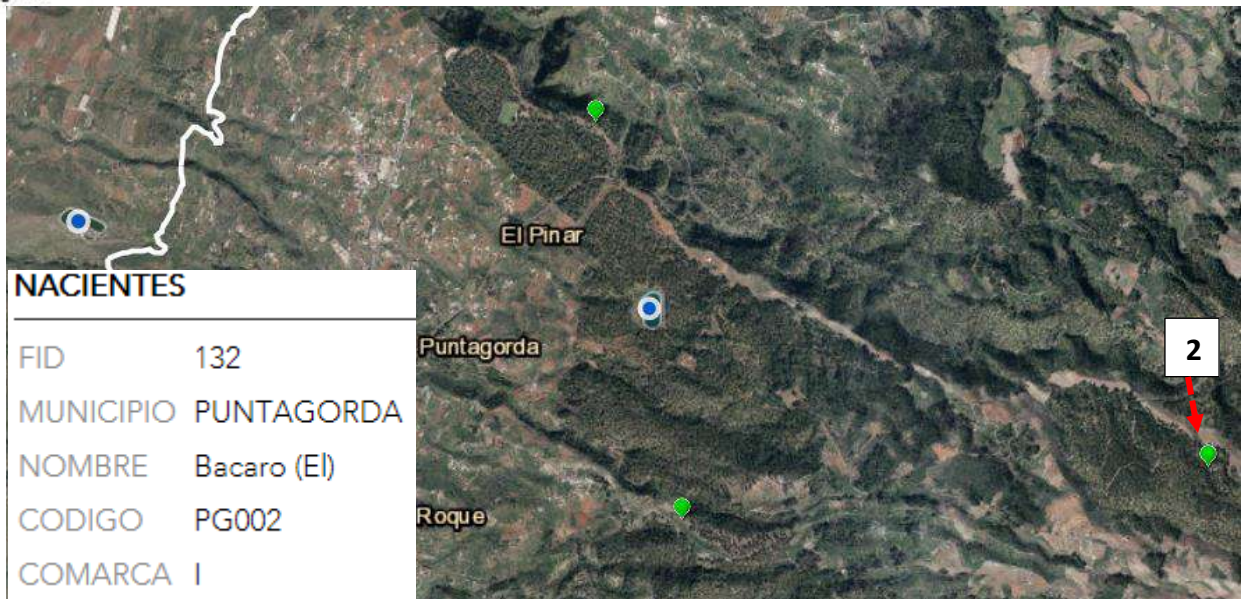 El Pinar
NACIENTES
Puntagorda
2
FID 132
MUNICIPIO PUNTAGORDA
NOMBRE Bacaro (El)
CODIGO PG002
COMARCA I
Roque